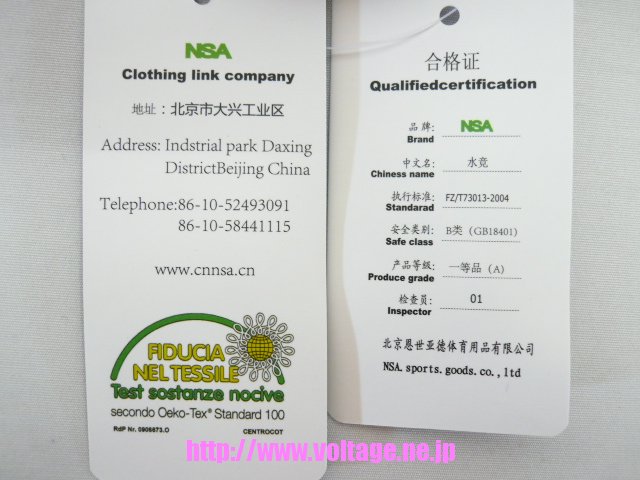 NSA
Clothing link company
地址: 北京市大兴工业区
Address: Indstrial park Daxing
DistrictBeijing China
Telephone:86-10-52493091
86-10-58441115
www.cnnsa.cn
FIDUCIA
NEL TESSILE
Test sostanze nocive
secondo Oeko-Tex® Standard 100
RdP Nr. 0906673.O CENTROCOT
合格证
Qualifiedcertification
品 牌: NSA
Brand
中文名: 水竞
Chiness name
执行标准: FZ/T73013-2004
Standarad
安全类别: B类（GB18401）
Safe class
产品等级: 一等品（A）
Produce grade
检查员: 01
Inspector
北京恩世亚德体育用品有限公司
NSA.sports.goods.co.,ltd
http://www.voltage.ne.jp